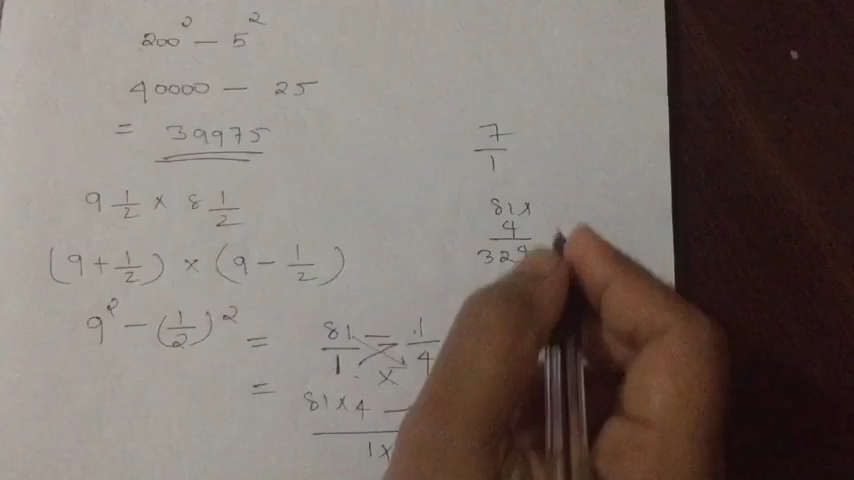 200² - 5²
40000 - 25
= 39975
9 1/2 × 8 1/2
(9 + 1/2) × (9 - 1/2)
9² - (1/2)² = 81/1 - 1/4
= 81×4 -
1×
7/1
81×
4
324